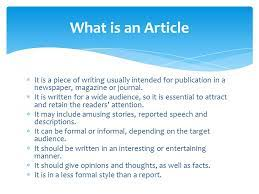 What is an Article
It is a piece of writing usually intended for publication in a
newspaper, magazine or journal.
It is written for a wide audience, so it is essential to attract
and retain the readers' attention.
It may include amusing stories, reported speech and
descriptions.
It can be formal or informal, depending on the target
audience.
It should be written in an interesting or entertaining
manner.
It should give opinions and thoughts, as well as facts.
It is in a less formal style than a report.